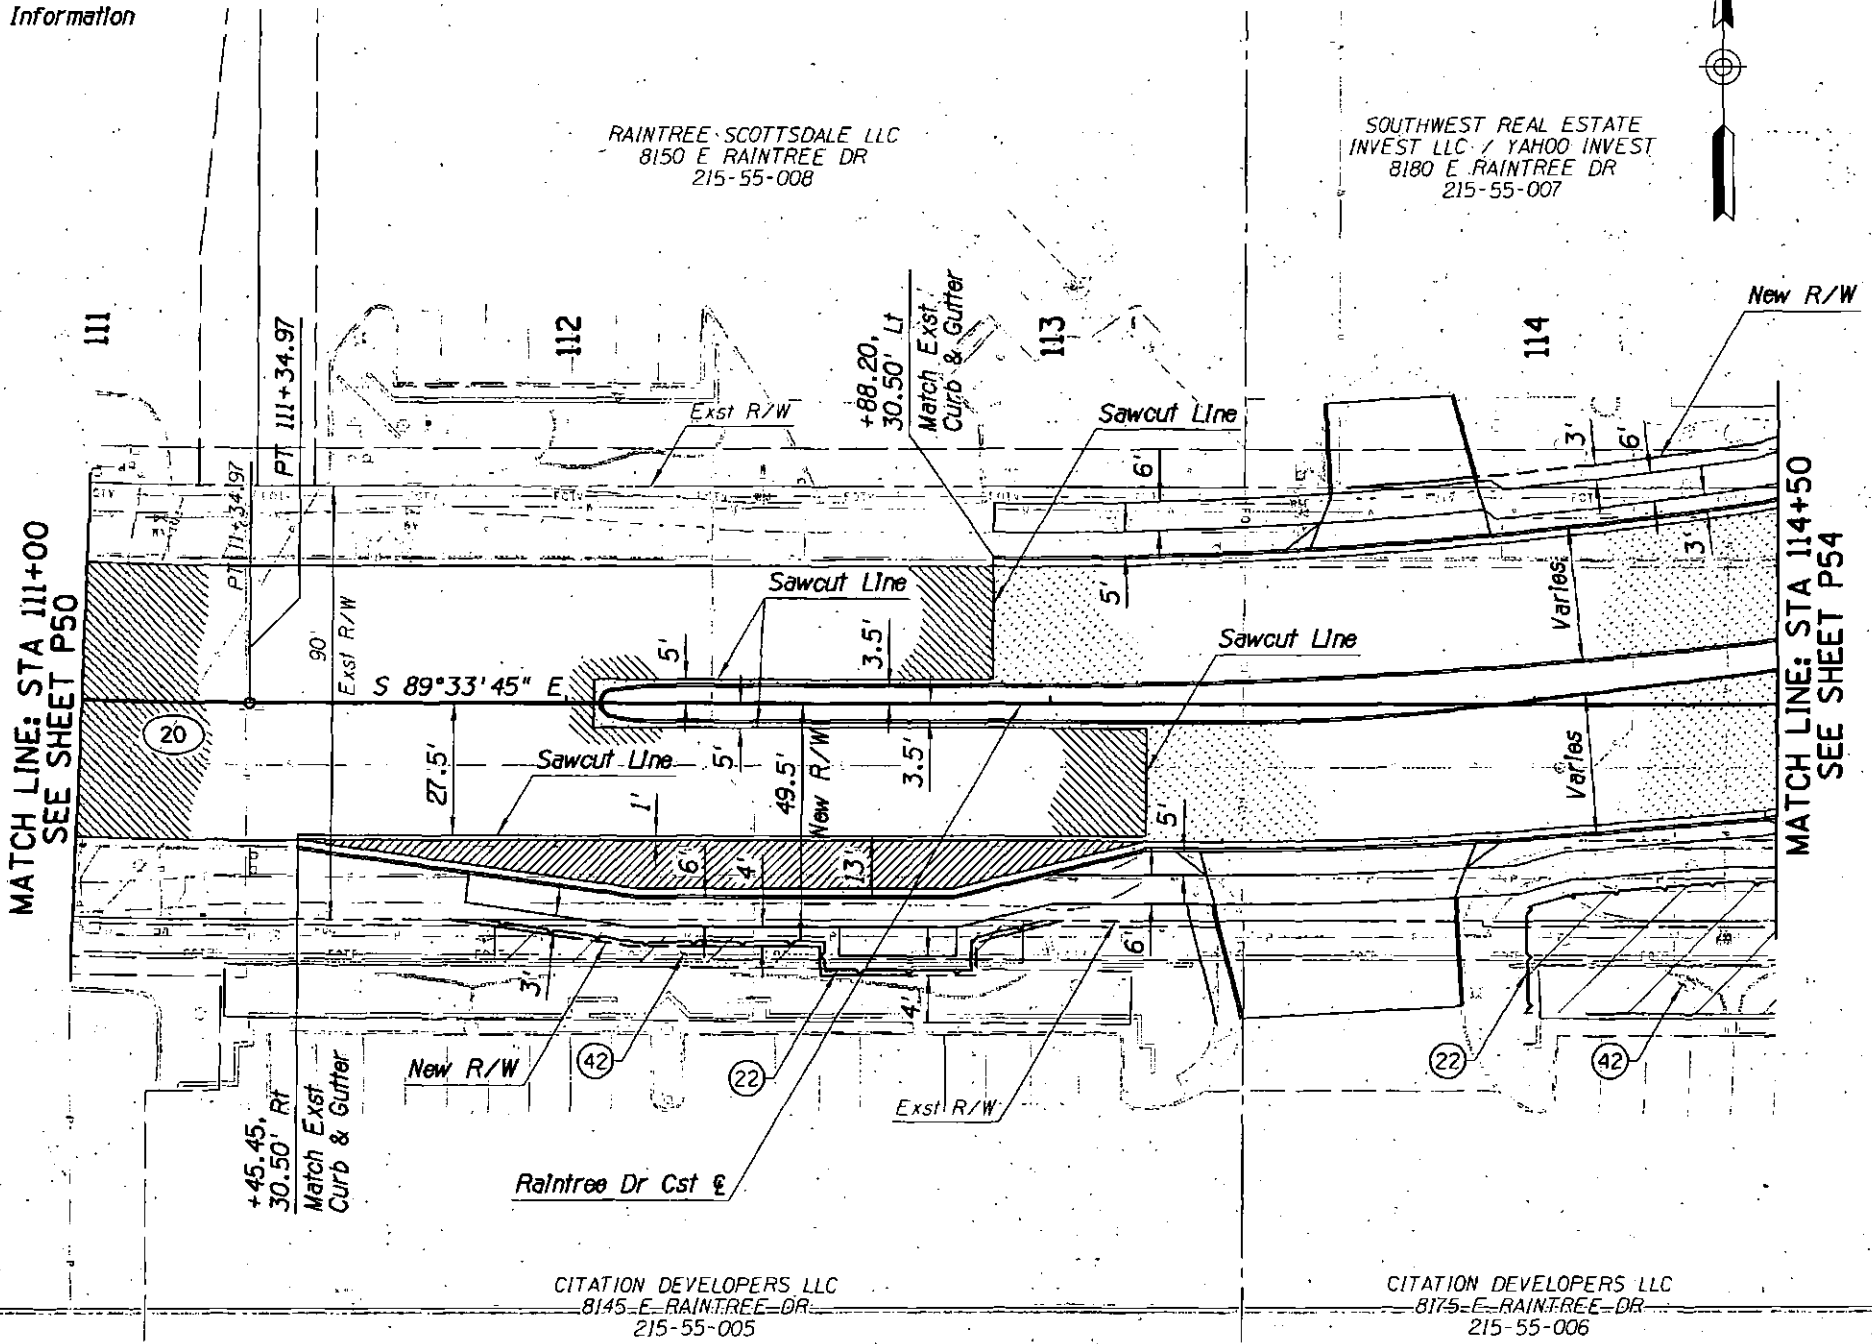 Information
RAINTREE SCOTTSDALE LLC
8150 E RAINTREE DR
215-55-008
SOUTHWEST REAL ESTATE
INVEST LLC / YAHOO INVEST
8180 E RAINTREE DR
215-55-007
New R/W
111
PT 111+34.97
112
+88.20,
30.50' Lt
Match Exst
Curb & Gutter
113
114
Exst R/W
Sawcut Line
6'
3'
6'
PT 111+34.97
MATCH LINE: STA 111+00
SEE SHEET P50
MATCH LINE: STA 114+50
SEE SHEET P54
90'
Exst R/W
Sawcut Line
5'
3'
Varies
5'
3.5'
Sawcut Line
S 89°33'45" E
20
27.5'
Sawcut Line
5'
49.5'
New R/W
3.5'
Varies
1'
5'
6'
4'
13'
3'
6'
4'
New R/W
42
22
22
42
Exst R/W
+45.45,
30.50' Rt
Match Exst
Curb & Gutter
Raintree Dr Cst ℄
CITATION DEVELOPERS LLC
8145 E RAINTREE DR
215-55-005
CITATION DEVELOPERS LLC
8175 E RAINTREE DR
215-55-006